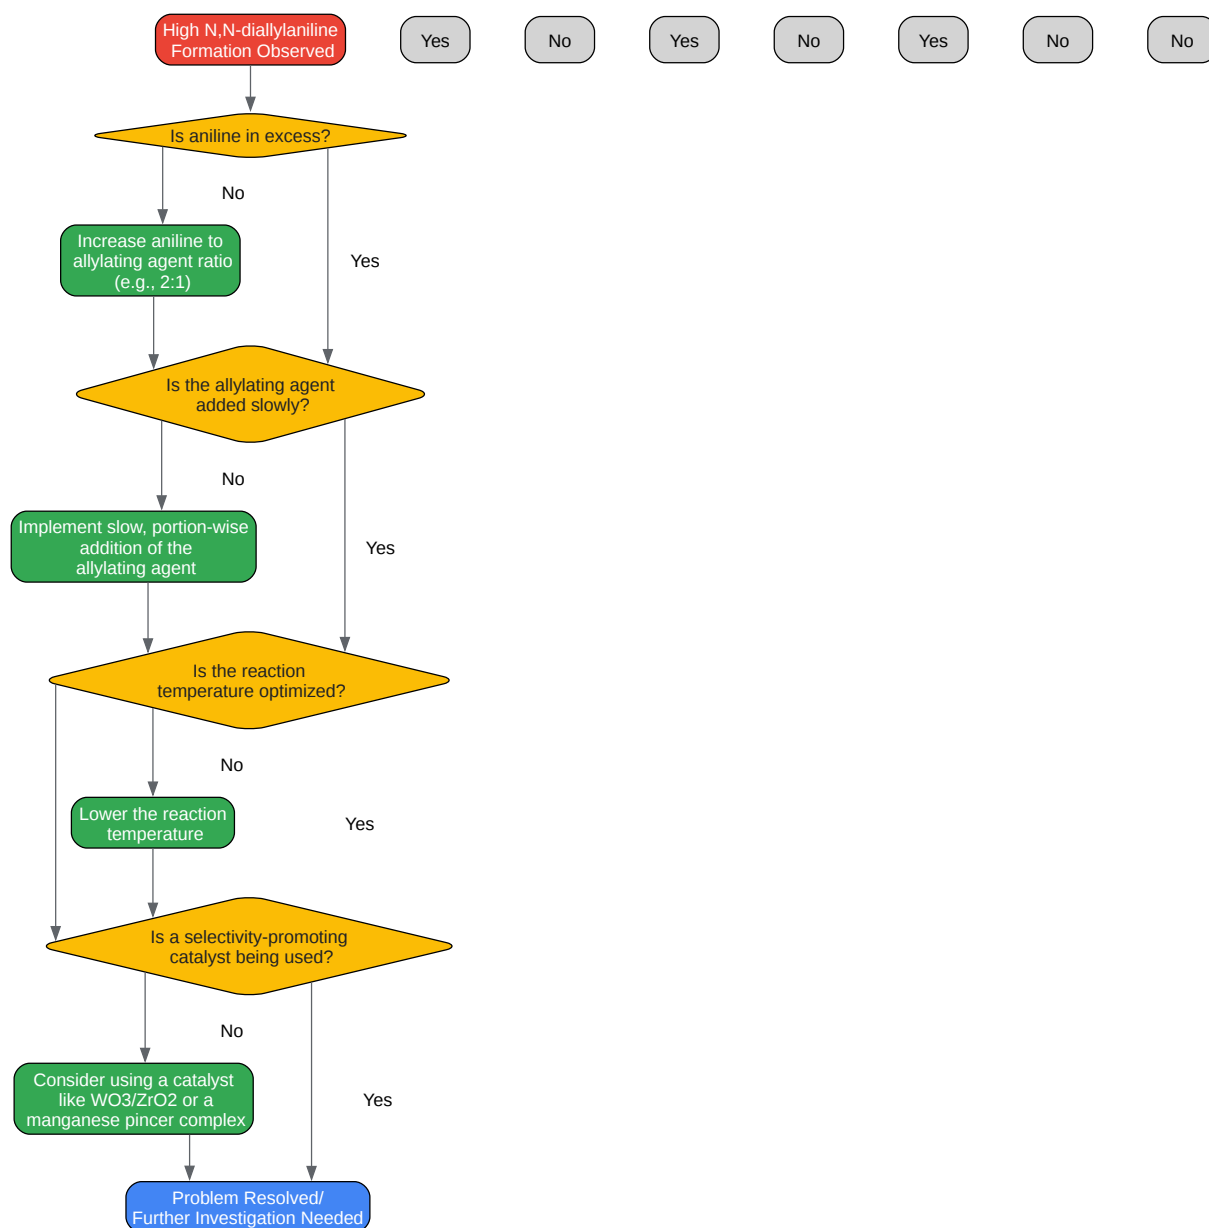 High N,N-diallylaniline
Formation Observed
Yes
No
Yes
No
Yes
No
No
Is aniline in excess?
No
Increase aniline to
allylating agent ratio
(e.g., 2:1)
Yes
Is the allylating agent
added slowly?
No
Implement slow, portion-wise
addition of the
allylating agent
Yes
Is the reaction
temperature optimized?
No
Lower the reaction
temperature
Yes
Is a selectivity-promoting
catalyst being used?
No
Consider using a catalyst
like WO3/ZrO2 or a
manganese pincer complex
Yes
Problem Resolved/
Further Investigation Needed